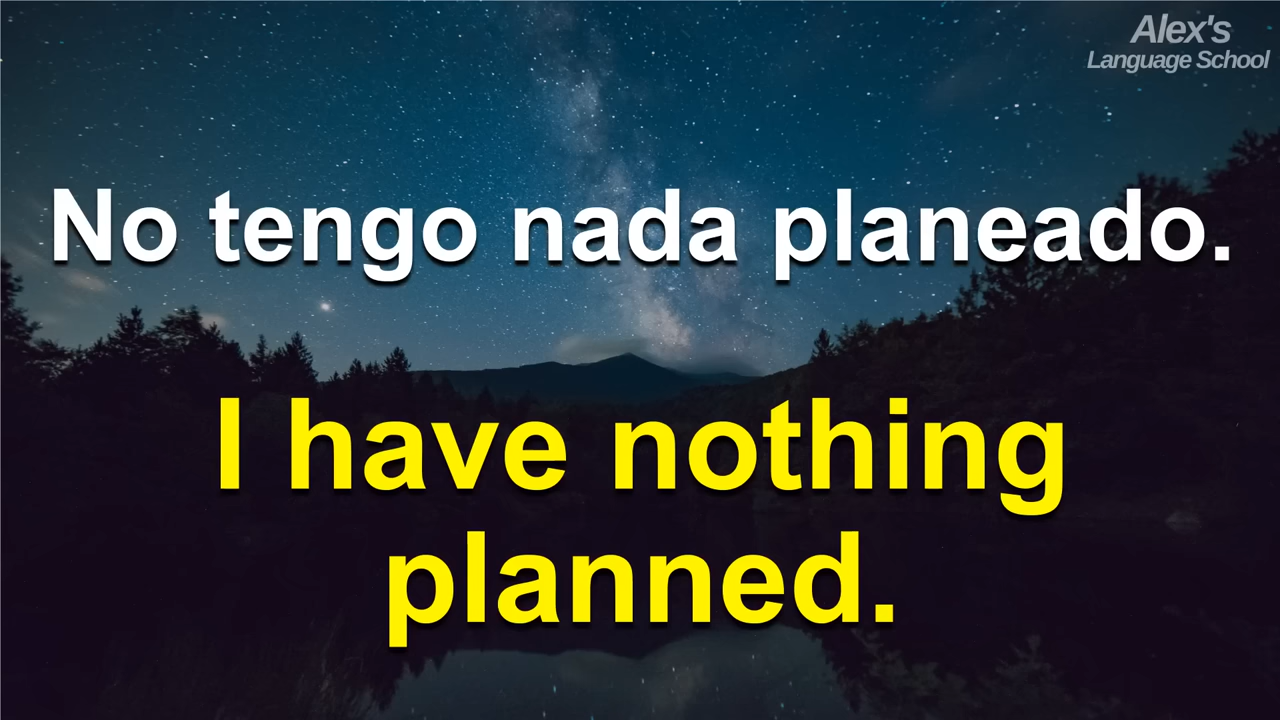 Alex's
Language School
No tengo nada planeado.
I have nothing
planned.